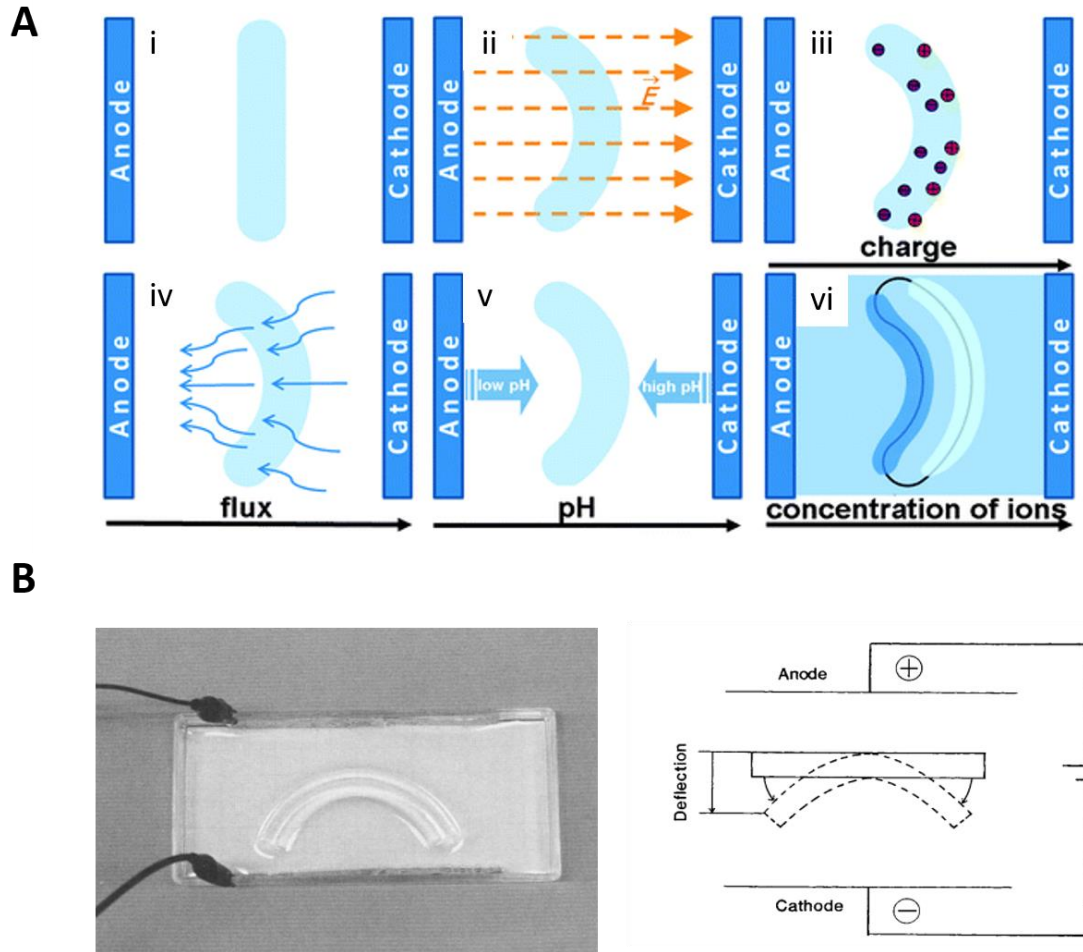 A
i
Anode
Cathode
ii
E
Anode
Cathode
iii
Anode
Cathode
charge
iv
Anode
Cathode
flux
v
low pH
high pH
Anode
Cathode
pH
vi
Anode
Cathode
concentration of ions
B
Anode
+
Deflection
Cathode
−